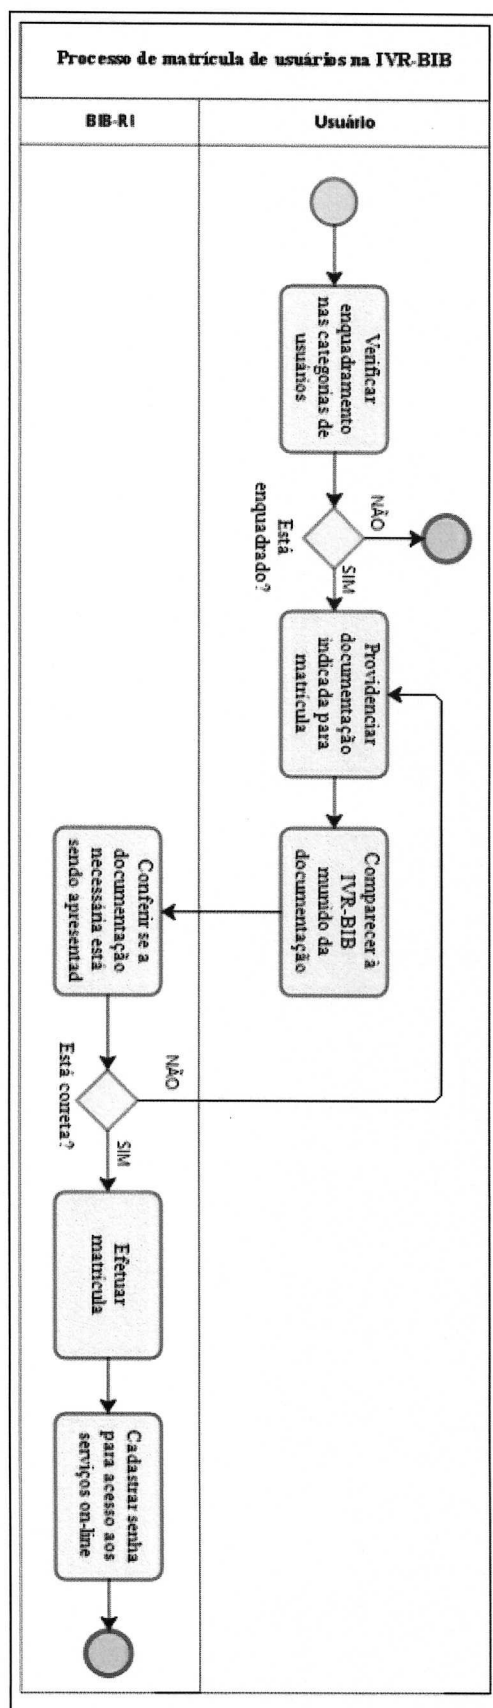 Processo de matrícula de usuários na IVR-BIB
BIB-RI
Usuário
Verificar
enquadramento
nas categorias de
usuários
Está
enquadrado?
NÃO
SIM
Providenciar
documentação
indicada para
matrícula
Comparecer à
IVR-BIB
munido da
documentação
Conferir se a
documentação
necessária está
sendo apresentad
Está correta?
NÃO
SIM
Efetuar
matrícula
Cadastrar senha
para acesso aos
serviços on-line